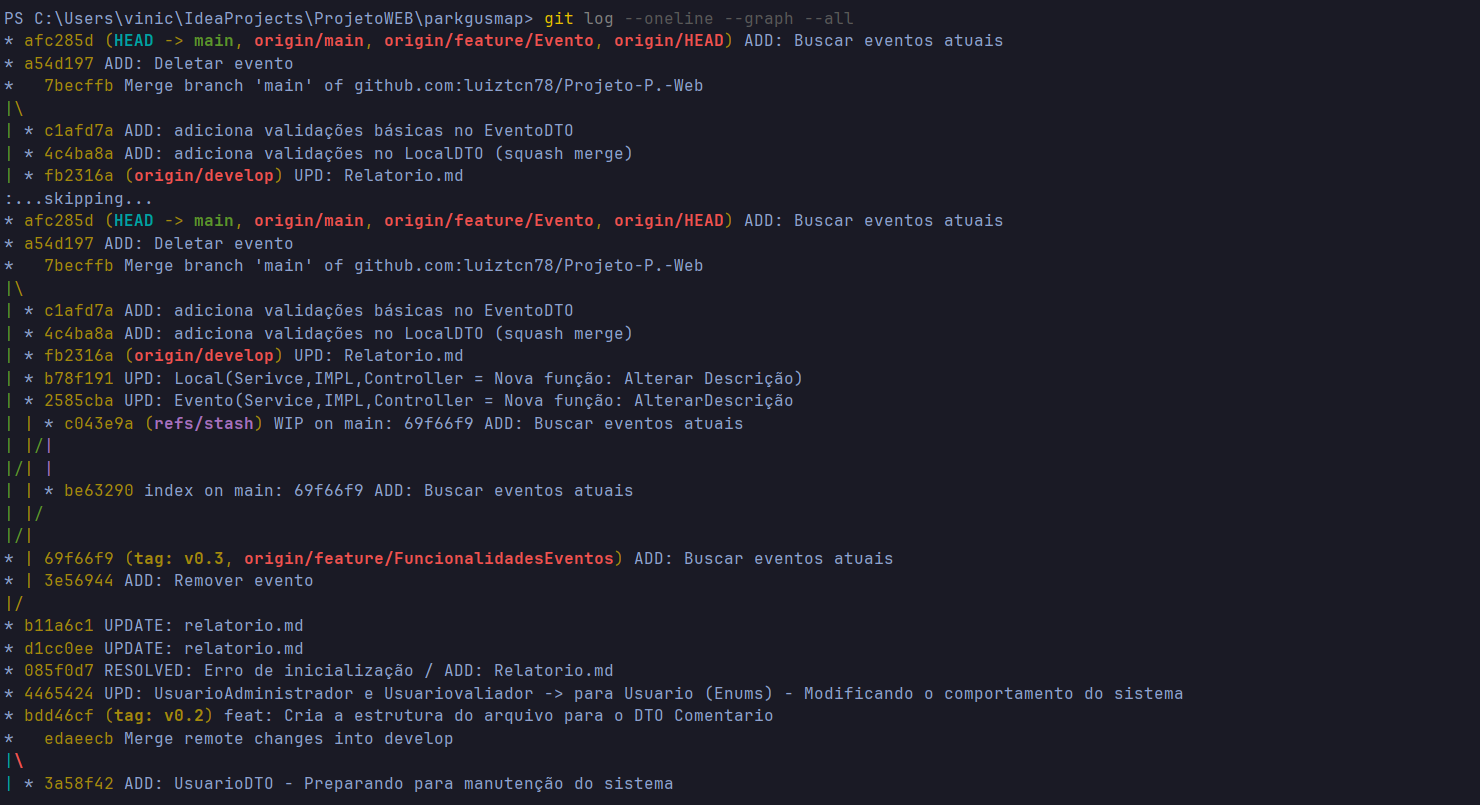 PS C:\Users\vinic\IdeaProjects\ProjetoWEB\parkgusmap> git log --oneline --graph --all
* afc285d (HEAD -> main, origin/main, origin/feature/Evento, origin/HEAD) ADD: Buscar eventos atuais
* a54d197 ADD: Deletar evento
*   7becffb Merge branch 'main' of github.com:luiztcn78/Projeto-P.-Web
|\
| * c1afd7a ADD: adiciona validações básicas no EventoDTO
| * 4c4ba8a ADD: adiciona validações no LocalDTO (squash merge)
| * fb2316a (origin/develop) UPD: Relatorio.md
:...skipping...
* afc285d (HEAD -> main, origin/main, origin/feature/Evento, origin/HEAD) ADD: Buscar eventos atuais
* a54d197 ADD: Deletar evento
*   7becffb Merge branch 'main' of github.com:luiztcn78/Projeto-P.-Web
|\
| * c1afd7a ADD: adiciona validações básicas no EventoDTO
| * 4c4ba8a ADD: adiciona validações no LocalDTO (squash merge)
| * fb2316a (origin/develop) UPD: Relatorio.md
| * b78f191 UPD: Local(Serivce,IMPL,Controller = Nova função: Alterar Descrição)
| * 2585cba UPD: Evento(Service,IMPL,Controller = Nova função: AlterarDescrição
| | * c043e9a (refs/stash) WIP on main: 69f66f9 ADD: Buscar eventos atuais
| |/|
|/| |
| | * be63290 index on main: 69f66f9 ADD: Buscar eventos atuais
| |/
|/|
* | 69f66f9 (tag: v0.3, origin/feature/FuncionalidadesEventos) ADD: Buscar eventos atuais
* | 3e56944 ADD: Remover evento
|/
* b11a6c1 UPDATE: relatorio.md
* d1cc0ee UPDATE: relatorio.md
* 085f0d7 RESOLVED: Erro de inicialização / ADD: Relatorio.md
* 4465424 UPD: UsuarioAdministrador e Usuariovaliador -> para Usuario (Enums) - Modificando o comportamento do sistema
* bdd46cf (tag: v0.2) feat: Cria a estrutura do arquivo para o DTO Comentario
*   edaeecb Merge remote changes into develop
|\
| * 3a58f42 ADD: UsuarioDTO - Preparando para manutenção do sistema